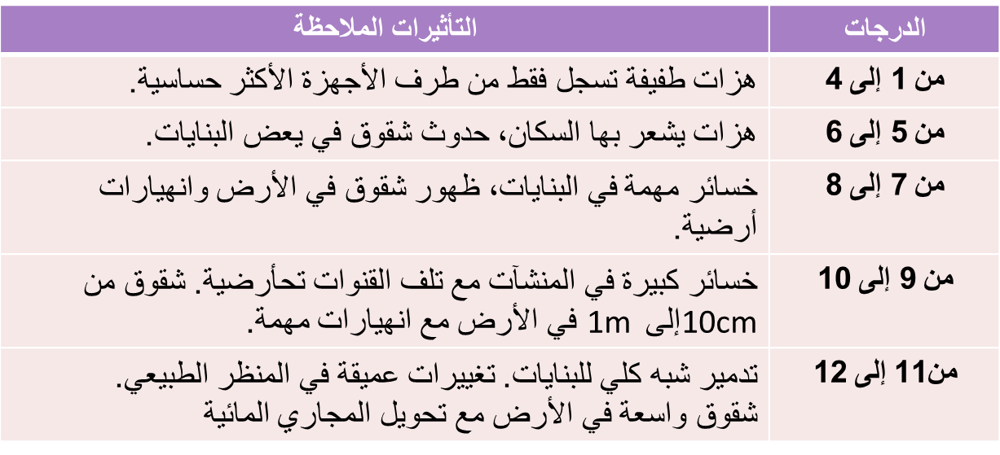 الدرجات التأثيرات الملاحظة
من 1 إلى 4 هزات طفيفة تسجل فقط من طرف الأجهزة الأكثر حساسية.
من 5 إلى 6 هزات يشعر بها السكان، حدوث شقوق في يعض البنايات.
من 7 إلى 8 خسائر مهمة في البنايات، ظهور شقوق في الأرض وانهيارات
أرضية.
من 9 إلى 10 خسائر كبيرة في المنشآت مع تلف القنوات تحأرضية. شقوق من
10cmإلى 1m في الأرض مع انهيارات مهمة.
من11 إلى 12 تدمير شبه كلي للبنايات. تغييرات عميقة في المنظر الطبيعي.
شقوق واسعة في الأرض مع تحويل المجاري المائية